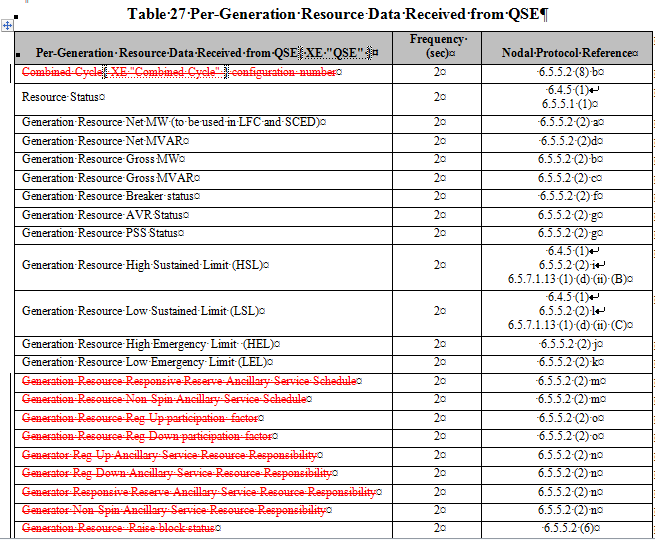 Table 27 Per-Generation Resource Data Received from QSE¶
Per-Generation Resource Data Received from QSE{ XE "QSE" }¤ Frequency (sec)¤ Nodal Protocol Reference¤
Combined Cycle{ XE "Combined Cycle" } configuration number¤ 2¤ 6.5.5.2 (8) b¤
Resource Status¤ 2¤ 6.4.5 (1)↵
6.5.5.1 (1)¤
Generation Resource Net MW (to be used in LFC and SCED)¤ 2¤ 6.5.5.2 (2) a¤
Generation Resource Net MVAR¤ 2¤ 6.5.5.2 (2)d¤
Generation Resource Gross MW¤ 2¤ 6.5.5.2 (2) b¤
Generation Resource Gross MVAR¤ 2¤ 6.5.5.2 (2) c¤
Generation Resource Breaker status¤ 2¤ 6.5.5.2 (2) f¤
Generation Resource AVR Status¤ 2¤ 6.5.5.2 (2) g¤
Generation Resource PSS Status¤ 2¤ 6.5.5.2 (2) g¤
Generation Resource High Sustained Limit (HSL)¤ 2¤ 6.4.5 (1)↵
6.5.5.2 (2) i↵
6.5.7.1.13 (1) (d) (ii) (B)¤
Generation Resource Low Sustained Limit (LSL)¤ 2¤ 6.4.5 (1)↵
6.5.5.2 (2) l↵
6.5.7.1.13 (1) (d) (ii) (C)¤
Generation Resource High Emergency Limit (HEL)¤ 2¤ 6.5.5.2 (2) j¤
Generation Resource Low Emergency Limit (LEL)¤ 2¤ 6.5.5.2 (2) k¤
Generation Resource Responsive Reserve Ancillary Service Schedule¤ 2¤ 6.5.5.2 (2) m¤
Generation Resource Non-Spin Ancillary Service Schedule¤ 2¤ 6.5.5.2 (2) m¤
Generation Resource Reg-Up participation factor¤ 2¤ 6.5.5.2 (2) o¤
Generation Resource Reg-Down participation factor¤ 2¤ 6.5.5.2 (2) o¤
Generator Reg-Up Ancillary Service Resource Responsibility¤ 2¤ 6.5.5.2 (2) n¤
Generator Reg-Down Ancillary Service Resource Responsibility¤ 2¤ 6.5.5.2 (2) n¤
Generator Responsive Reserve Ancillary Service Resource Responsibility¤ 2¤ 6.5.5.2 (2) n¤
Generator Non-Spin Ancillary Service Resource Responsibility¤ 2¤ 6.5.5.2 (2) n¤
Generation Resource Raise block status¤ 2¤ 6.5.5.2 (6)¤